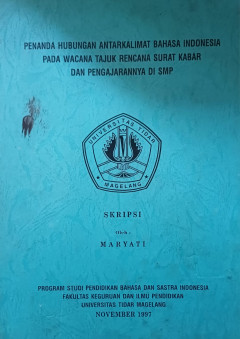 PENANDA HUBUNGAN ANTARKALIMAT BAHASA INDONESIA
PADA WACANA TAJUK RENCANA SURAT KABAR
DAN PENGAJARANNYA DI SMP
UNIVERSITAS TIDAR
MAGELANG
SKRIPSI
Oleh :
MARYATI
PROGRAM STUDI PENDIDIKAN BAHASA DAN SASTRA INDONESIA
FAKULTAS KEGURUAN DAN ILMU PENDIDIKAN
UNIVERSITAS TIDAR MAGELANG
NOVEMBER 1997